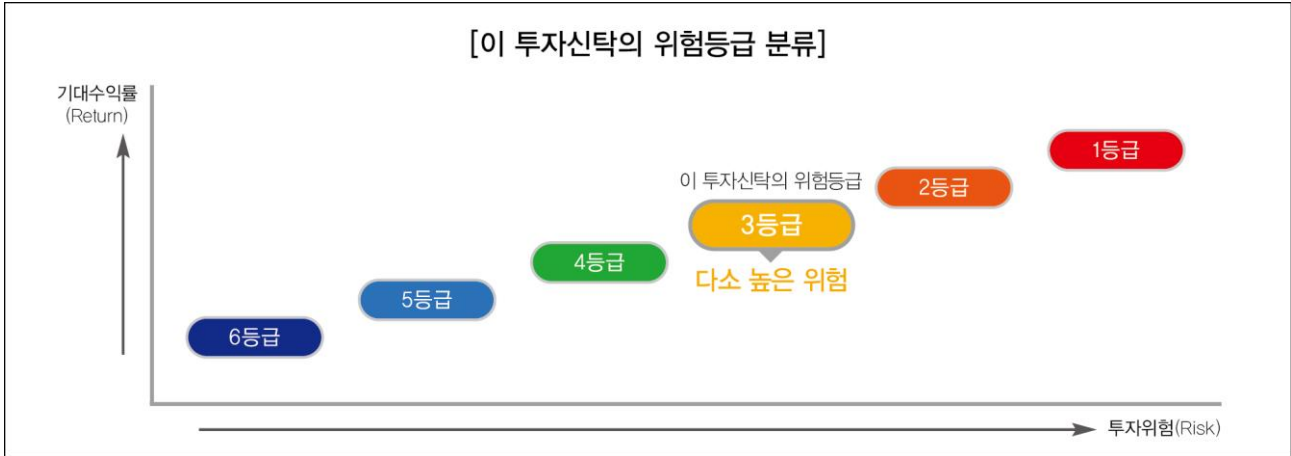 [이 투자신탁의 위험등급 분류]
기대수익률
(Return)
1등급
이 투자신탁의 위험등급
2등급
3등급
4등급
다소 높은 위험
5등급
6등급
투자위험(Risk)